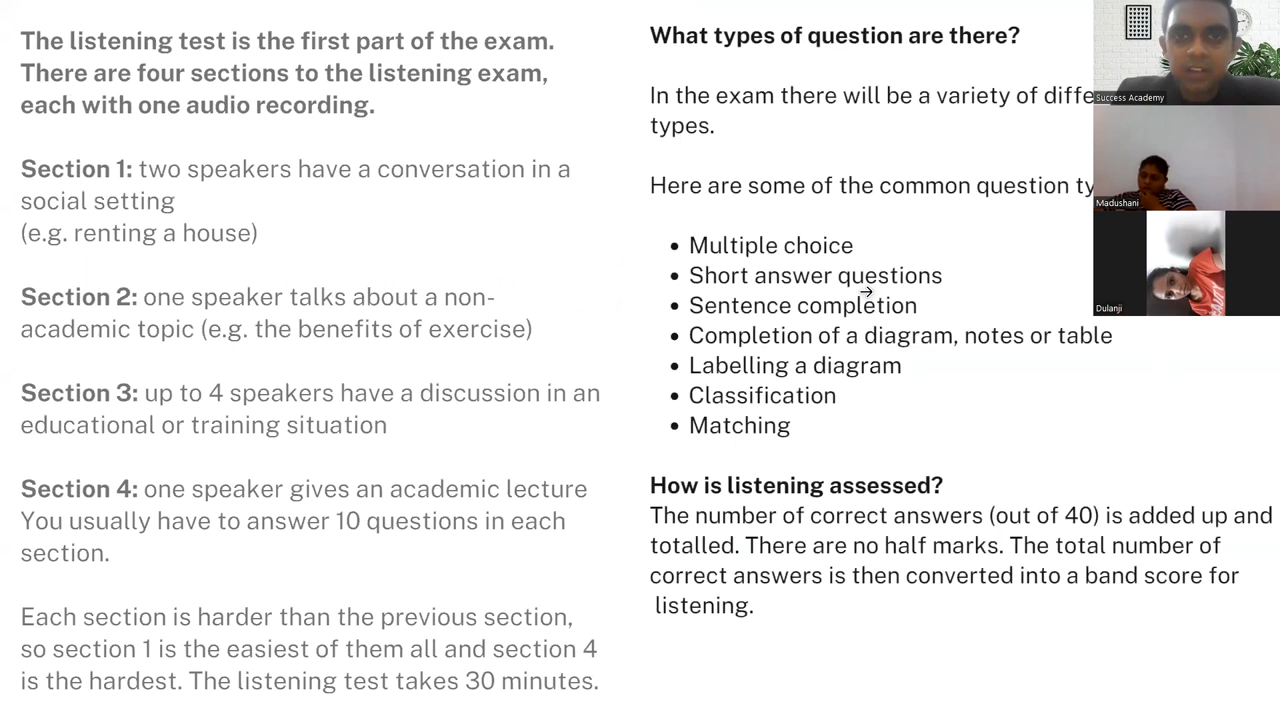 The listening test is the first part of the exam.
There are four sections to the listening exam,
each with one audio recording.
Section 1: two speakers have a conversation in a
social setting
(e.g. renting a house)
Section 2: one speaker talks about a non-
academic topic (e.g. the benefits of exercise)
Section 3: up to 4 speakers have a discussion in an
educational or training situation
Section 4: one speaker gives an academic lecture
You usually have to answer 10 questions in each
section.
Each section is harder than the previous section,
so section 1 is the easiest of them all and section 4
is the hardest. The listening test takes 30 minutes.
What types of question are there?
In the exam there will be a variety of
types.
Here are some of the common question
• Multiple choice
• Short answer questions
• Sentence completion
• Completion of a diagram, notes or table
• Labelling a diagram
• Classification
• Matching
How is listening assessed?
The number of correct answers (out of 40) is added up and
totalled. There are no half marks. The total number of
correct answers is then converted into a band score for
listening.
Success Academy
Madushani
Dulanji